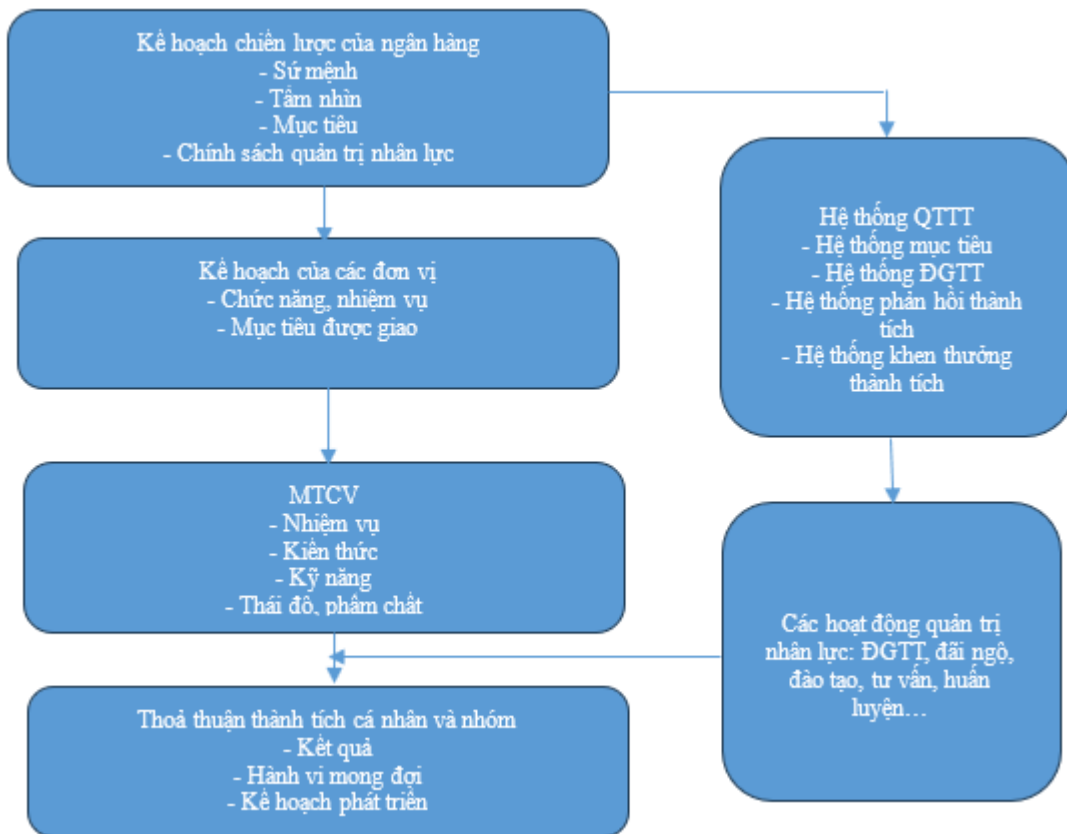 Kế hoạch chiến lược của ngân hàng
- Sứ mệnh
- Tầm nhìn
- Mục tiêu
- Chính sách quản trị nhân lực
Hệ thống QTTT
- Hệ thống mục tiêu
- Hệ thống ĐGTT
- Hệ thống phản hồi thành
tích
- Hệ thống khen thưởng
thành tích
Kế hoạch của các đơn vị
- Chức năng, nhiệm vụ
- Mục tiêu được giao
MTCV
- Nhiệm vụ
- Kiến thức
- Kỹ năng
- Thái độ, phẩm chất
Các hoạt động quản trị
nhân lực: ĐGTT, đãi ngộ,
đào tạo, tư vấn, huấn
luyện…
Thoả thuận thành tích cá nhân và nhóm
- Kết quả
- Hành vi mong đợi
- Kế hoạch phát triển